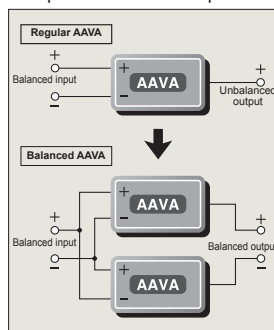 Regular AAVA
+
Balanced input
−
+
−
AAVA
+
Unbalanced
output
Balanced AAVA
+
Balanced input
−
+
−
AAVA
+
−
AAVA
+
Balanced output
−